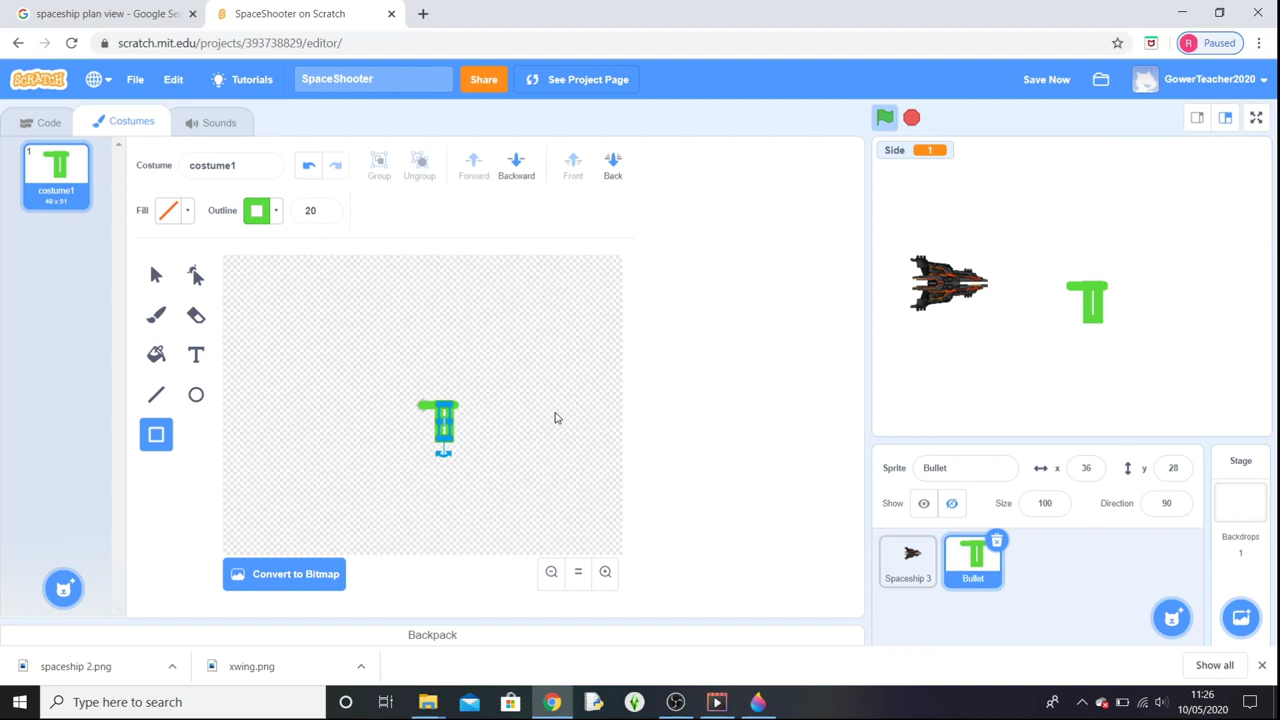 spaceship plan view - Google Se
SpaceShooter on Scratch
scratch.mit.edu/projects/393738829/editor/
R Paused
SCRATCH
File
Edit
Tutorials
SpaceShooter
Share
See Project Page
Save Now
GowerTeacher2020
Code
Costumes
Sounds
1
costume1
49 x 61
Costume
costume1
Group
Ungroup
Forward
Backward
Front
Back
Fill
Outline
20
T
Convert to Bitmap
Side 1
Sprite
Bullet
x
36
y
28
Show
Size
100
Direction
90
Spaceship 3
Bullet
Stage
Backdrops
1
Backpack
spaceship 2.png
xwing.png
Show all
Type here to search
11:26
10/05/2020